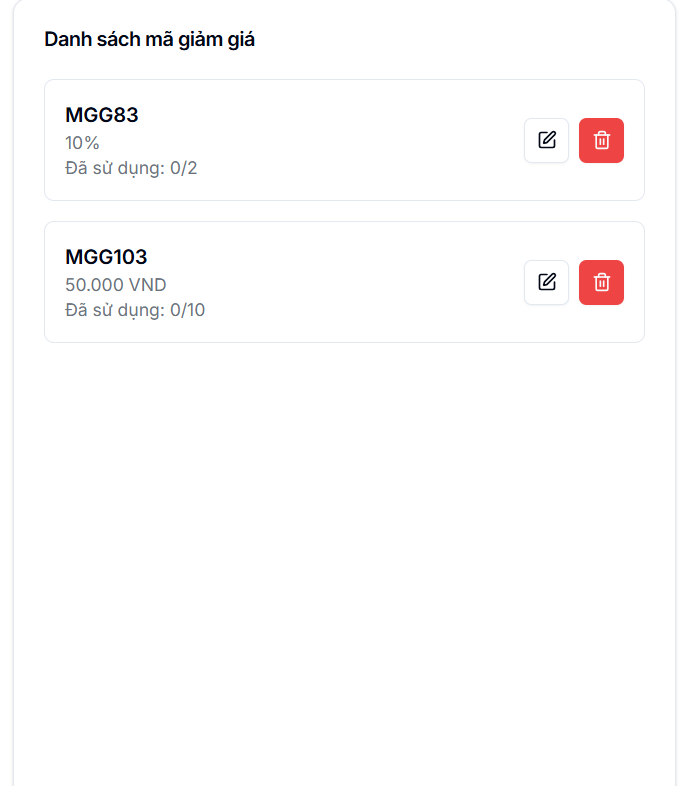 Danh sách mã giảm giá
MGG83
10%
Đã sử dụng: 0/2
MGG103
50.000 VND
Đã sử dụng: 0/10